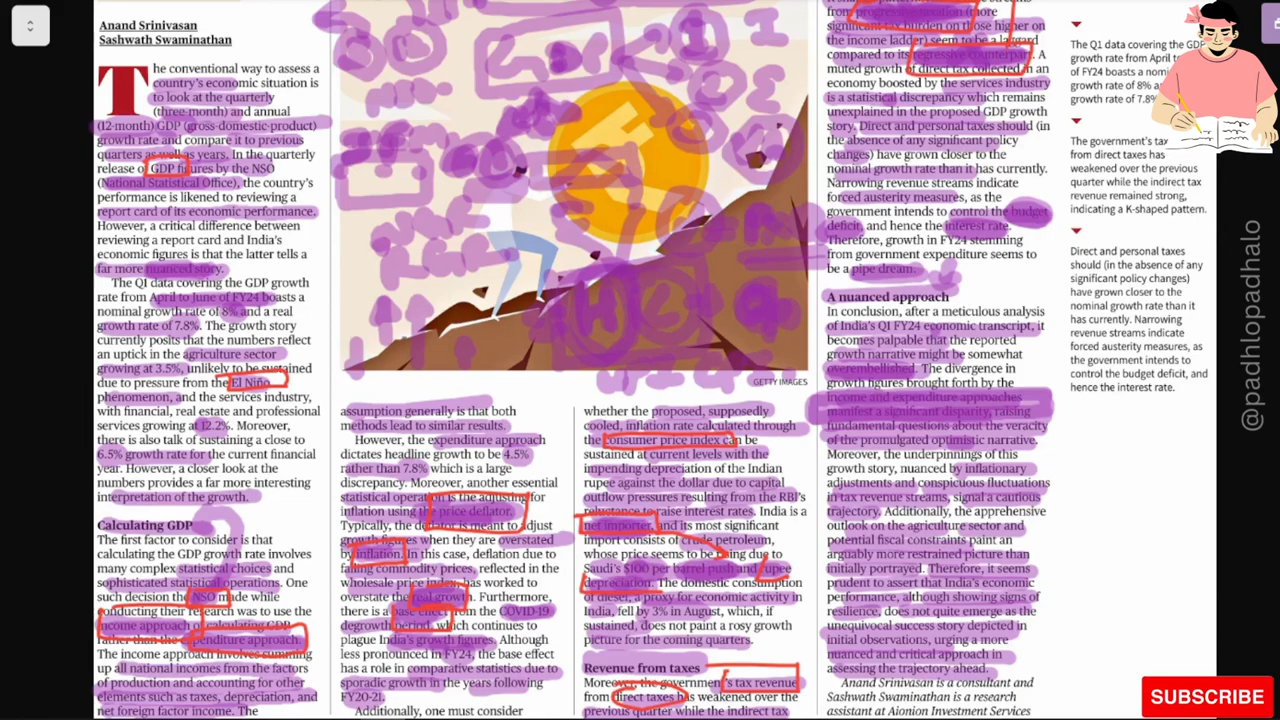 Anand Srinivasan
Sashwath Swaminathan
The conventional way to assess a
country's economic situation is
to look at the quarterly
(three-month) and annual
(12-month) GDP (gross-domestic-product)
growth rate and compare it to previous
quarters as well as years. In the quarterly
release of GDP figures by the NSO
(National Statistical Office), the country's
performance is likened to reviewing a
report card of its economic performance.
However, a critical difference between
reviewing a report card and India's
economic figures is that the latter tells a
far more nuanced story.
The Q1 data covering the GDP growth
rate from April to June of FY24 boasts a
nominal growth rate of 8% and a real
growth rate of 7.8%. The growth story
currently posits that the numbers reflect
an uptick in the agriculture sector
growing at 3.5%, unlikely to be sustained
due to pressure from the El Niño
phenomenon, and the services industry,
with financial, real estate and professional
services growing at 12.2%. Moreover,
there is also talk of sustaining a close to
6.5% growth rate for the current financial
year. However, a closer look at the
numbers provides a far more interesting
interpretation of the growth.
Calculating GDP
The first factor to consider is that
calculating the GDP growth rate involves
many complex statistical choices and
sophisticated statistical operations. One
such decision the NSO made while
conducting their research was to use the
income approach of calculating GDP
rather than the expenditure approach.
The income approach involves summing
up all national incomes from the factors
of production and accounting for other
elements such as taxes, depreciation, and
net foreign factor income. The
GETTY IMAGES
assumption generally is that both
methods lead to similar results.
However, the expenditure approach
dictates headline growth to be 4.5%
rather than 7.8% which is a large
discrepancy. Moreover, another essential
statistical operation is the adjusting for
inflation using the price deflator.
Typically, the deflator is meant to adjust
growth figures when they are overstated
by inflation. In this case, deflation due to
falling commodity prices, reflected in the
wholesale price index, has worked to
overstate the real growth. Furthermore,
there is a base effect from the COVID-19
degrowth period, which continues to
plague India's growth figures. Although
less pronounced in FY24, the base effect
has a role in comparative statistics due to
sporadic growth in the years following
FY20-21.
Additionally, one must consider
whether the proposed, supposedly
cooled, inflation rate calculated through
the consumer price index can be
sustained at current levels with the
impending depreciation of the Indian
rupee against the dollar due to capital
outflow pressures resulting from the RBI's
reluctance to raise interest rates. India is a
net importer, and its most significant
import consists of crude petroleum,
whose price seems to be rising due to
Saudi's $100 per barrel push and rupee
depreciation. The domestic consumption
of diesel, a proxy for economic activity in
India, fell by 3% in August, which, if
sustained, does not paint a rosy growth
picture for the coming quarters.
Revenue from taxes
Moreover, the government's tax revenue
from direct taxes has weakened over the
previous quarter while the indirect tax
from progressive taxation (more
significant tax burden on those higher on
the income ladder) seem to be a laggard
compared to its regressive counterpart. A
muted growth of direct tax collected in an
economy boosted by the services industry
is a statistical discrepancy which remains
unexplained in the proposed GDP growth
story. Direct and personal taxes should (in
the absence of any significant policy
changes) have grown closer to the
nominal growth rate than it has currently.
Narrowing revenue streams indicate
forced austerity measures, as the
government intends to control the budget
deficit, and hence the interest rate.
Therefore, growth in FY24 stemming
from government expenditure seems to
be a pipe dream.
A nuanced approach
In conclusion, after a meticulous analysis
of India's Q1 FY24 economic transcript, it
becomes palpable that the reported
growth narrative might be somewhat
overembellished. The divergence in
growth figures brought forth by the
income and expenditure approaches
manifest a significant disparity, raising
fundamental questions about the veracity
of the promulgated optimistic narrative.
Moreover, the underpinnings of this
growth story, nuanced by inflationary
adjustments and conspicuous fluctuations
in tax revenue streams, signal a cautious
trajectory. Additionally, the apprehensive
outlook on the agriculture sector and
potential fiscal constraints paint an
arguably more restrained picture than
initially portrayed. Therefore, it seems
prudent to assert that India's economic
performance, although showing signs of
resilience, does not quite emerge as the
unequivocal success story depicted in
initial observations, urging a more
nuanced and critical approach in
assessing the trajectory ahead.
Anand Srinivasan is a consultant and
Sashwath Swaminathan is a research
assistant at Aionion Investment Services
The Q1 data covering the GDP
growth rate from April t
of FY24 boasts a nom
growth rate of 8% a
growth rate of 7.8%
The government's tax
from direct taxes has
weakened over the previous
quarter while the indirect tax
revenue remained strong,
indicating a K-shaped pattern.
Direct and personal taxes
should (in the absence of any
significant policy changes)
have grown closer to the
nominal growth rate than it
has currently. Narrowing
revenue streams indicate
forced austerity measures, as
the government intends to
control the budget deficit, and
hence the interest rate.
@padhlopadhalo
SUBSCRIBE